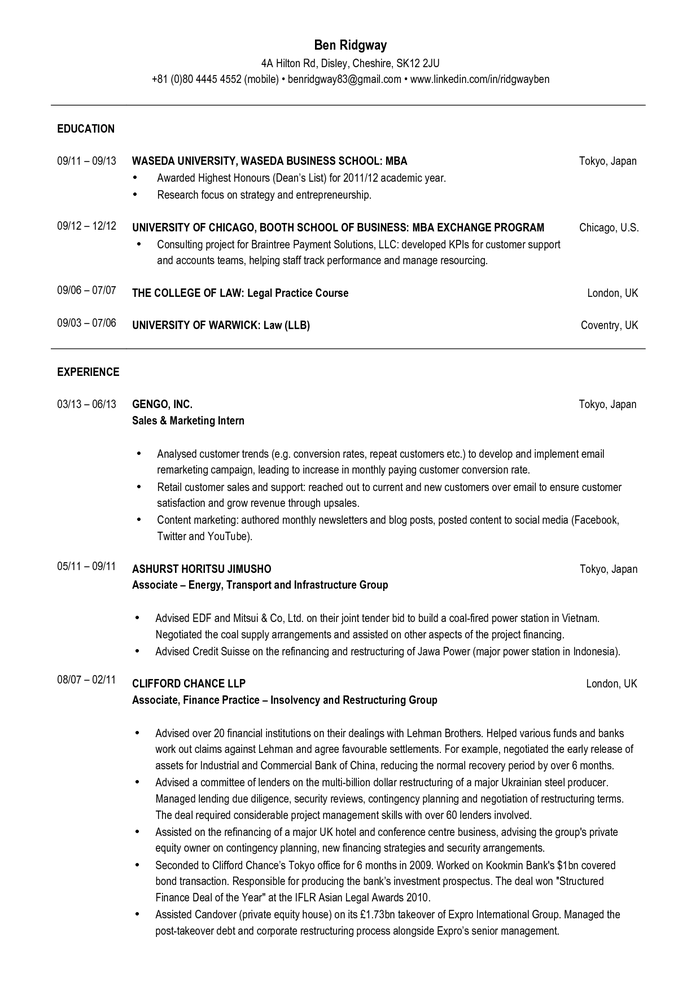 Ben Ridgway
4A Hilton Rd, Disley, Cheshire, SK12 2JU
+81 (0)80 4445 4552 (mobile) • benridgway83@gmail.com • www.linkedin.com/in/ridgwayben
EDUCATION
09/11 – 09/13 WASEDA UNIVERSITY, WASEDA BUSINESS SCHOOL: MBA Tokyo, Japan
• Awarded Highest Honours (Dean's List) for 2011/12 academic year.
• Research focus on strategy and entrepreneurship.
09/12 – 12/12 UNIVERSITY OF CHICAGO, BOOTH SCHOOL OF BUSINESS: MBA EXCHANGE PROGRAM Chicago, U.S.
• Consulting project for Braintree Payment Solutions, LLC: developed KPIs for customer support
and accounts teams, helping staff track performance and manage resourcing.
09/06 – 07/07 THE COLLEGE OF LAW: Legal Practice Course London, UK
09/03 – 07/06 UNIVERSITY OF WARWICK: Law (LLB) Coventry, UK
EXPERIENCE
03/13 – 06/13 GENGO, INC. Tokyo, Japan
Sales & Marketing Intern
• Analysed customer trends (e.g. conversion rates, repeat customers etc.) to develop and implement email
remarketing campaign, leading to increase in monthly paying customer conversion rate.
• Retail customer sales and support: reached out to current and new customers over email to ensure customer
satisfaction and grow revenue through upsales.
• Content marketing: authored monthly newsletters and blog posts, posted content to social media (Facebook,
Twitter and YouTube).
05/11 – 09/11 ASHURST HORITSU JIMUSHO Tokyo, Japan
Associate – Energy, Transport and Infrastructure Group
• Advised EDF and Mitsui & Co, Ltd. on their joint tender bid to build a coal-fired power station in Vietnam.
Negotiated the coal supply arrangements and assisted on other aspects of the project financing.
• Advised Credit Suisse on the refinancing and restructuring of Jawa Power (major power station in Indonesia).
08/07 – 02/11 CLIFFORD CHANCE LLP London, UK
Associate, Finance Practice – Insolvency and Restructuring Group
• Advised over 20 financial institutions on their dealings with Lehman Brothers. Helped various funds and banks
work out claims against Lehman and agree favourable settlements. For example, negotiated the early release of
assets for Industrial and Commercial Bank of China, reducing the normal recovery period by over 6 months.
• Advised a committee of lenders on the multi-billion dollar restructuring of a major Ukrainian steel producer.
Managed lending due diligence, security reviews, contingency planning and negotiation of restructuring terms.
The deal required considerable project management skills with over 60 lenders involved.
• Assisted on the refinancing of a major UK hotel and conference centre business, advising the group's private
equity owner on contingency planning, new financing strategies and security arrangements.
• Seconded to Clifford Chance's Tokyo office for 6 months in 2009. Worked on Kookmin Bank's $1bn covered
bond transaction. Responsible for producing the bank's investment prospectus. The deal won "Structured
Finance Deal of the Year" at the IFLR Asian Legal Awards 2010.
• Assisted Candover (private equity house) on its £1.73bn takeover of Expro International Group. Managed the
post-takeover debt and corporate restructuring process alongside Expro's senior management.